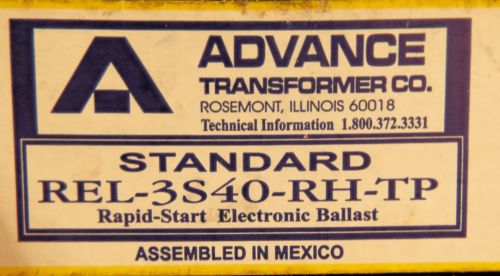 ADVANCE
TRANSFORMER CO.
ROSEMONT, ILLINOIS 60018
Technical Information 1.800.372.3331
STANDARD
REL-3S40-RH-TP
Rapid-Start Electronic Ballast
ASSEMBLED IN MEXICO